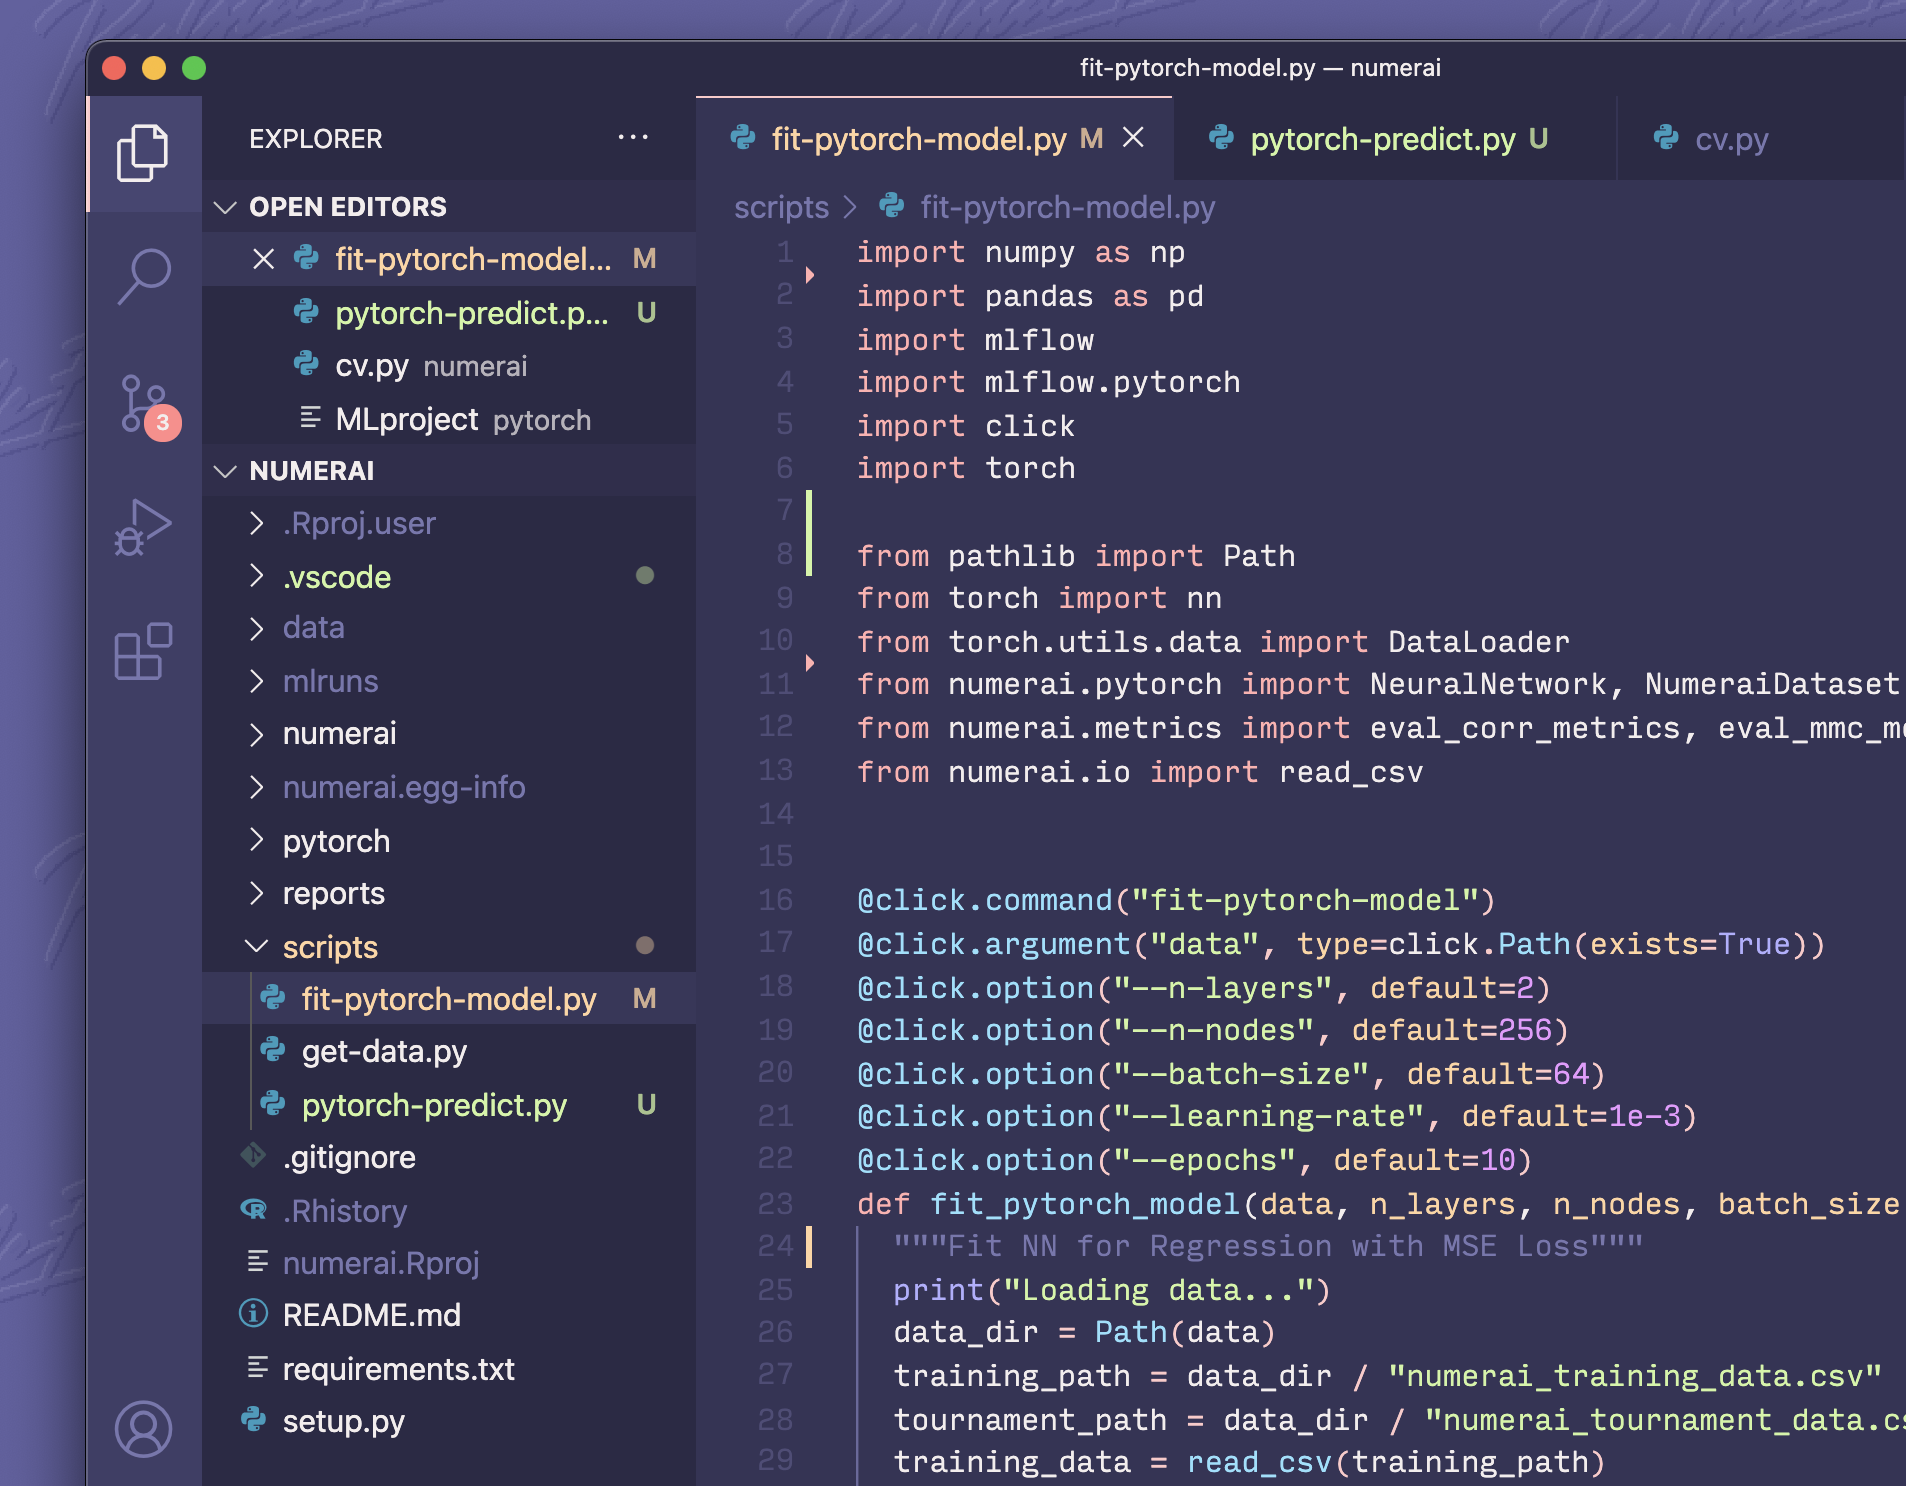 fit-pytorch-model.py — numerai
EXPLORER ...
fit-pytorch-model.py M
pytorch-predict.py U
cv.py
OPEN EDITORS
fit-pytorch-model... M
pytorch-predict.p... U
cv.py numerai
MLproject pytorch
3
NUMERAI
.Rproj.user
.vscode
data
mlruns
numerai
numerai.egg-info
pytorch
reports
scripts
fit-pytorch-model.py M
get-data.py
pytorch-predict.py U
.gitignore
.Rhistory
numerai.Rproj
README.md
requirements.txt
setup.py
scripts > fit-pytorch-model.py
1 import numpy as np
2 import pandas as pd
3 import mlflow
4 import mlflow.pytorch
5 import click
6 import torch
7
8 from pathlib import Path
9 from torch import nn
10 from torch.utils.data import DataLoader
11 from numerai.pytorch import NeuralNetwork, NumeraiDataset
12 from numerai.metrics import eval_corr_metrics,
13 from numerai.io import read_csv
14
15
16 @click.command("fit-pytorch-model")
17 @click.argument("data", type=click.Path(exists=True))
18 @click.option("--n-layers", default=2)
19 @click.option("--n-nodes", default=256)
20 @click.option("--batch-size", default=64)
21 @click.option("--learning-rate", default=1e-3)
22 @click.option("--epochs", default=10)
23 def fit_pytorch_model(data, n_layers, n_nodes, batch_size
24 """Fit NN for Regression with MSE Loss"""
25 print("Loading data...")
26 data_dir = Path(data)
27 training_path = data_dir / "numerai_training_data.csv"
28 tournament_path = data_dir / "numerai_tournament_data.cs
29 training_data = read_csv(training_path)